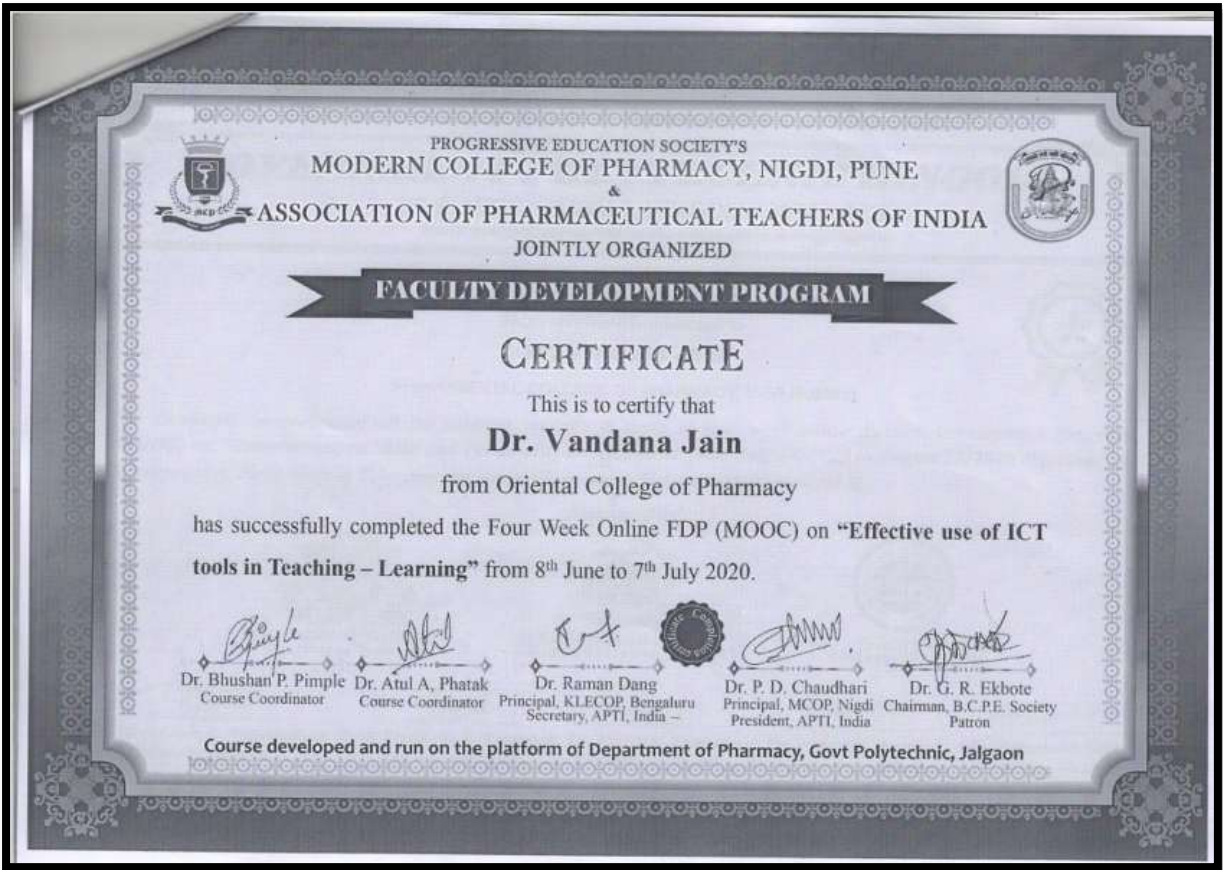 PROGRESSIVE EDUCATION SOCIETY'S
MODERN COLLEGE OF PHARMACY, NIGDI, PUNE
&
ASSOCIATION OF PHARMACEUTICAL TEACHERS OF INDIA
JOINTLY ORGANIZED
FACULTY DEVELOPMENT PROGRAM
CERTIFICATE
This is to certify that
Dr. Vandana Jain
from Oriental College of Pharmacy
has successfully completed the Four Week Online FDP (MOOC) on “Effective use of ICT
tools in Teaching – Learning” from 8th June to 7th July 2020.
Dr. Bhushan P. Pimple
Course Coordinator
Dr. Atul A, Phatak
Course Coordinator
Dr. Raman Dang
Principal, KLECOP, Bengaluru
Secretary, APTI, India –
Dr. P. D. Chaudhari
Principal, MCOP, Nigdi
President, APTI, India
Dr. G. R. Ekbote
Chairman, B.C.P.E. Society
Patron
Course developed and run on the platform of Department of Pharmacy, Govt Polytechnic, Jalgaon
MCP